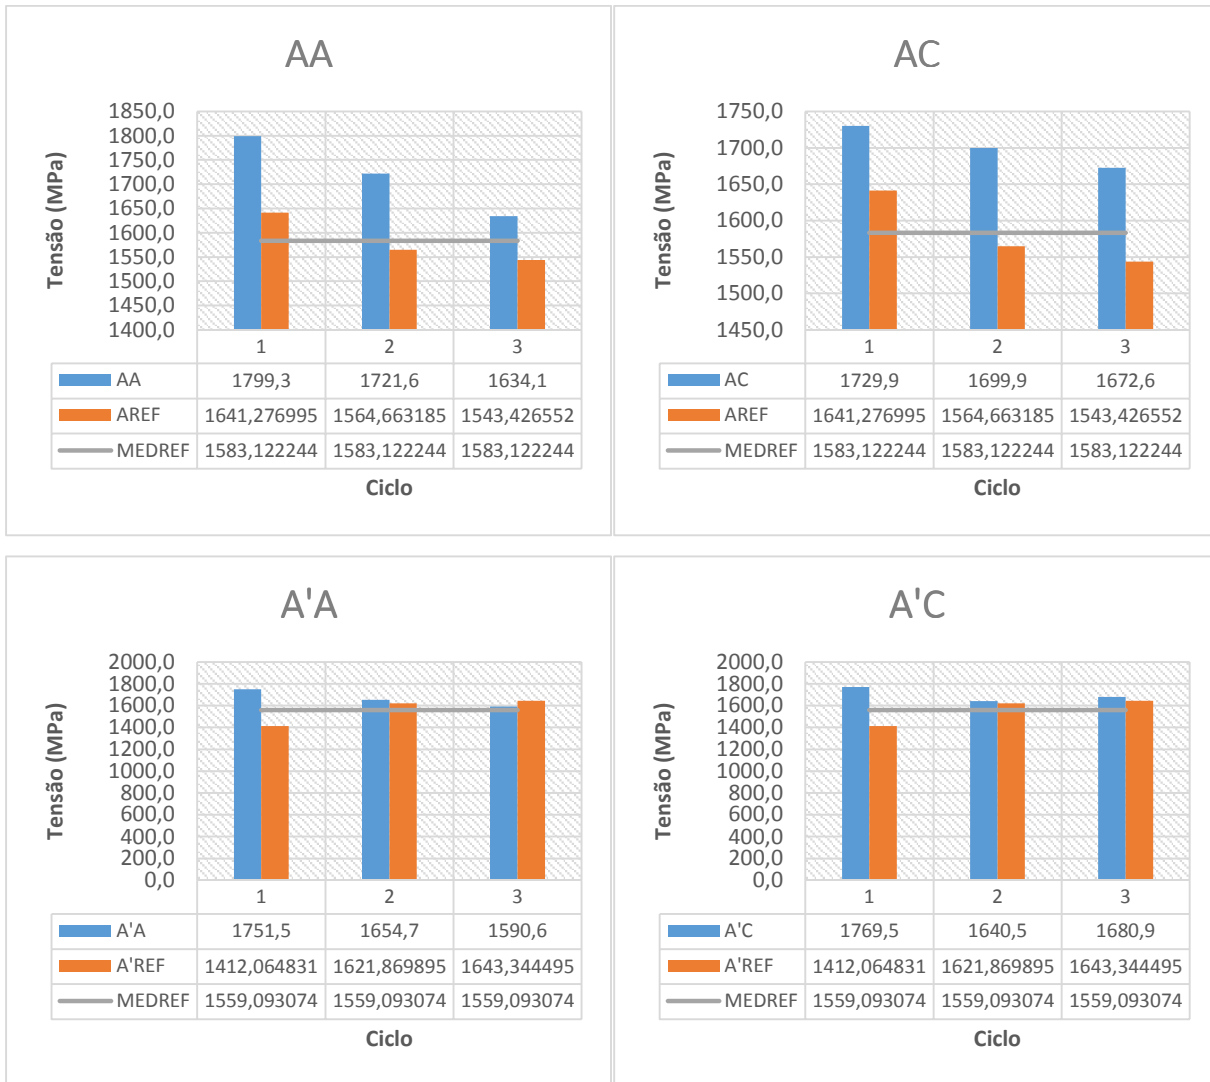 AA
Tensão (MPa)
1850,0
1800,0
1750,0
1700,0
1650,0
1600,0
1550,0
1500,0
1450,0
1400,0
1 2 3
AA 1799,3 1721,6 1634,1
AREF 1641,276995 1564,663185 1543,426552
MEDREF 1583,122244 1583,122244 1583,122244
Ciclo
AC
Tensão (MPa)
1750,0
1700,0
1650,0
1600,0
1550,0
1500,0
1450,0
1 2 3
AC 1729,9 1699,9 1672,6
AREF 1641,276995 1564,663185 1543,426552
MEDREF 1583,122244 1583,122244 1583,122244
Ciclo
A'A
Tensão (MPa)
2000,0
1800,0
1600,0
1400,0
1200,0
1000,0
800,0
600,0
400,0
200,0
0,0
1 2 3
A'A 1751,5 1654,7 1590,6
A'REF 1412,064831 1621,869895 1643,344495
MEDREF 1559,093074 1559,093074 1559,093074
Ciclo
A'C
Tensão (MPa)
2000,0
1800,0
1600,0
1400,0
1200,0
1000,0
800,0
600,0
400,0
200,0
0,0
1 2 3
A'C 1769,5 1640,5 1680,9
A'REF 1412,064831 1621,869895 1643,344495
MEDREF 1559,093074 1559,093074 1559,093074
Ciclo